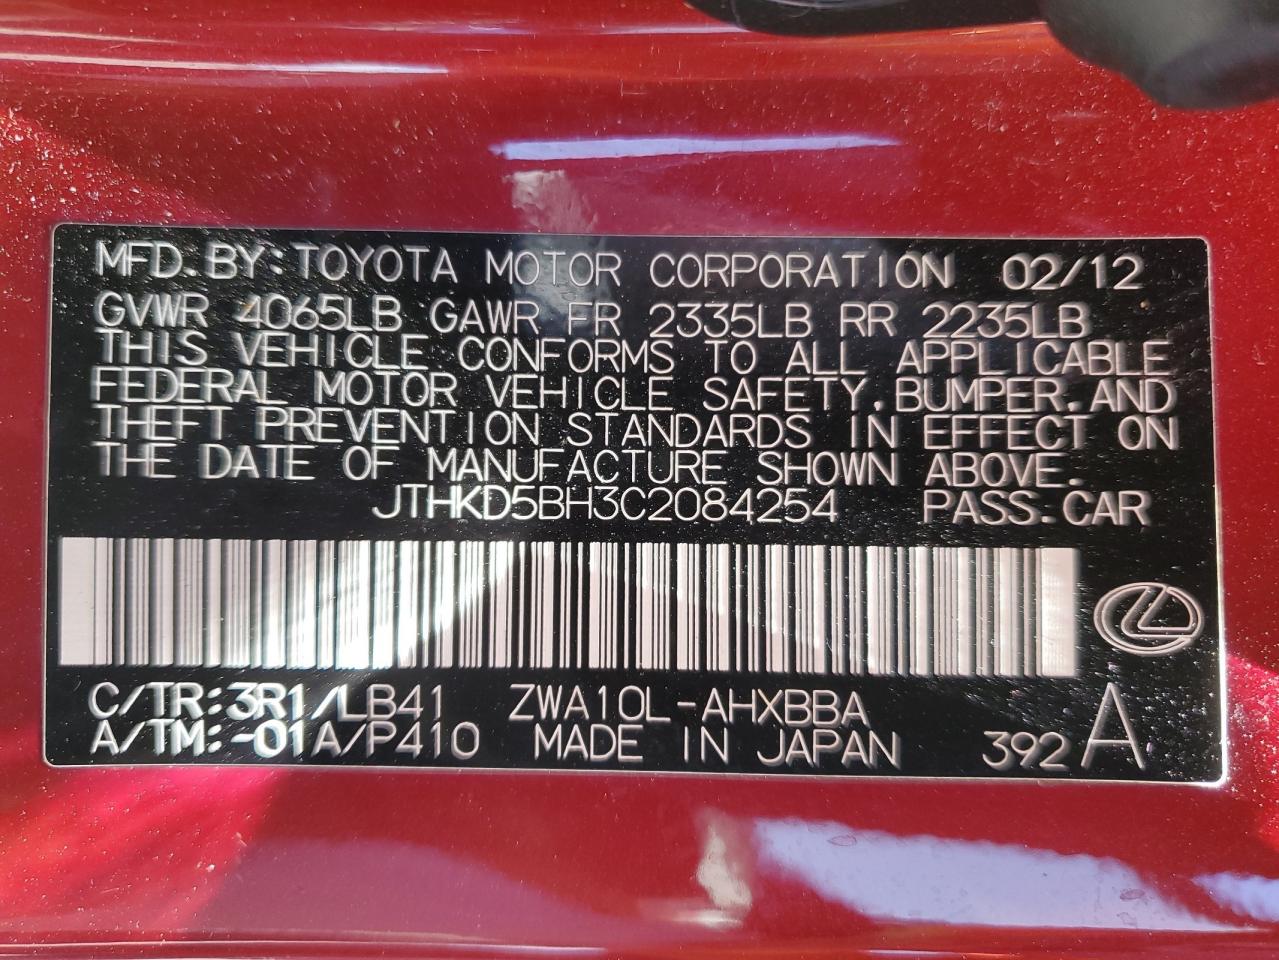 MFD.BY:TOYOTA MOTOR CORPORATION 02/12
GVWR 4065LB GAWR FR 2335LB RR 2235LB
THIS VEHICLE CONFORMS TO ALL APPLICABLE
FEDERAL MOTOR VEHICLE SAFETY,BUMPER,AND
THEFT PREVENTION STANDARDS IN EFFECT ON
THE DATE OF MANUFACTURE SHOWN ABOVE.
JTHKD5BH3C2084254 PASS.CAR
C/TR:3R1/LB41 ZWA10L-AHXBBA
A/TM:-01A/P410 MADE IN JAPAN 392 A